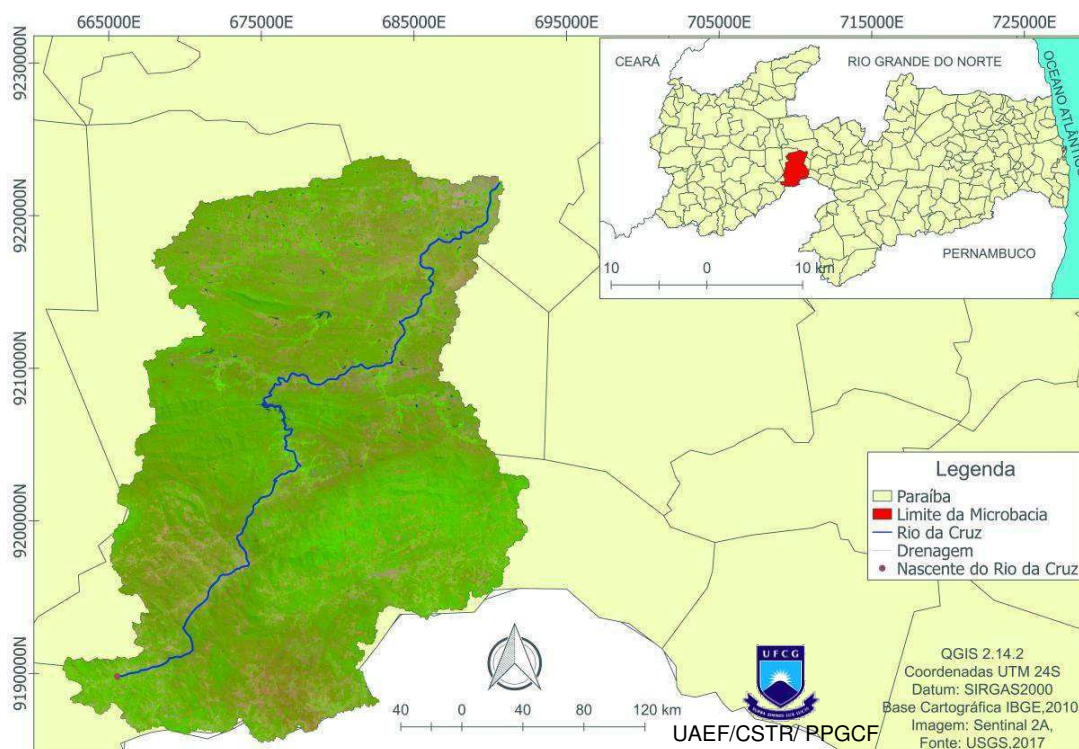 665000E 675000E 685000E 695000E 705000E 715000E 725000E
9230000N
9220000N
9210000N
9200000N
9190000N
CEARÁ
RIO GRANDE DO NORTE
OCEANO ATLÂNTICO
PERNAMBUCO
10 0 10 km
Legenda
Paraíba
Limite da Microbacia
Rio da Cruz
Drenagem
Nascente do Rio da Cruz
40 0 40 80 120 km
UFCG
UAEF/CSTR/ PPGCF
QGIS 2.14.2
Coordenadas UTM 24S
Datum: SIRGAS2000
Base Cartográfica IBGE,2010
Imagem: Sentinal 2A,
Fonte: USGS,2017